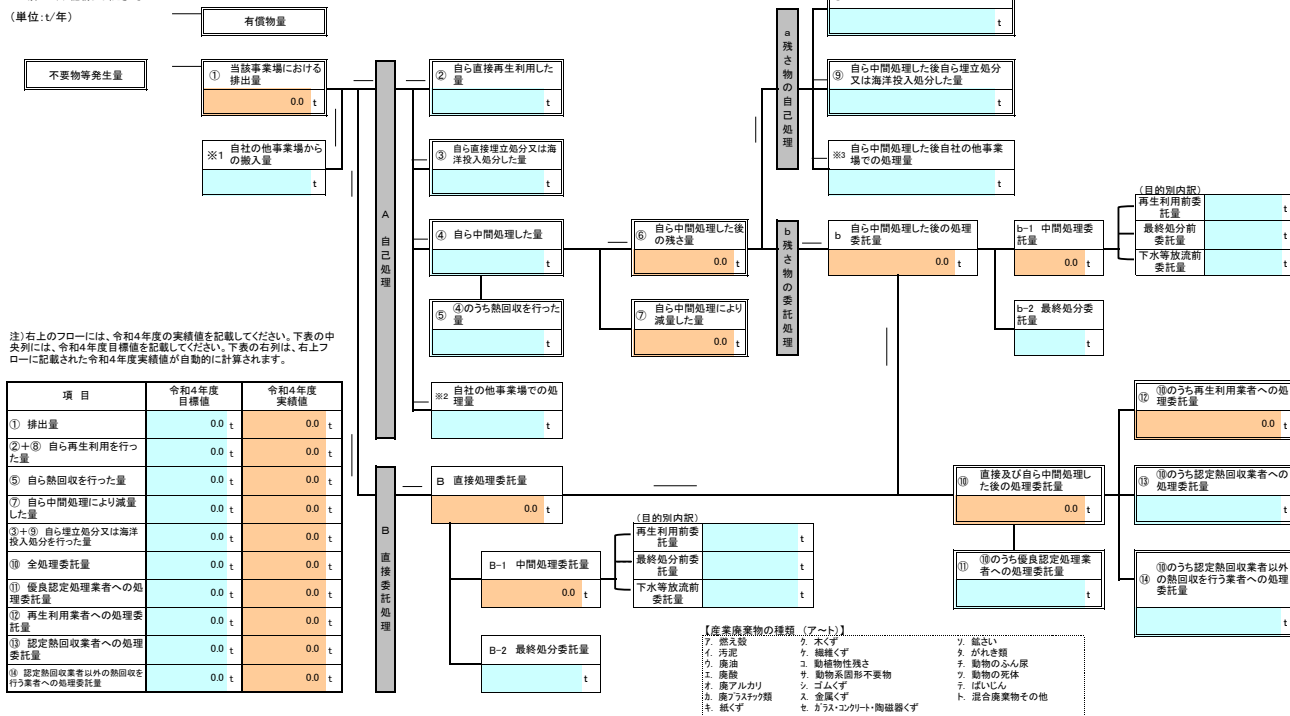 (単位:t/年)
有償物量
t
不要物等発生量
① 当該事業場における
排出量
0.0 t
※1 自社の他事業場から
の搬入量
t
A 自己処理
② 自ら直接再生利用した
量
t
③ 自ら直接埋立処分又は海
洋投入処分した量
t
④ 自ら中間処理した量
t
⑤ ④のうち熱回収を行った
量
t
※2 自社の他事業場での処
理量
t
⑥ 自ら中間処理した後
の残さ量
0.0 t
⑦ 自ら中間処理により
減量した量
0.0 t
a 残さ物の自己処理
⑨ 自ら中間処理した後自ら埋立処分
又は海洋投入処分した量
t
※3 自ら中間処理した後自社の他事業
場での処理量
t
b 残さ物の委託処理
b 自ら中間処理した後の処理
委託量
0.0 t
b-1 中間処理委
託量
0.0 t
b-2 最終処分委
託量
t
(目的別内訳)
再生利用前委
託量
t
最終処分前
委託量
t
下水等放流前
委託量
t
注)右上のフローには、令和4年度の実績値を記載してください。下表の中
央列には、令和4年度目標値を記載してください。下表の右列は、右上フ
ローに記載された令和4年度実績値が自動的に計算されます。
項 目
令和4年度
目標値
令和4年度
実績値
① 排出量 0.0 t 0.0 t
②+⑧ 自ら再生利用を行っ
た量 0.0 t 0.0 t
⑤ 自ら熱回収を行った量 0.0 t 0.0 t
⑦ 自ら中間処理により減量
した量 0.0 t 0.0 t
③+⑨ 自ら埋立処分又は海洋
投入処分を行った量 0.0 t 0.0 t
⑩ 全処理委託量 0.0 t 0.0 t
⑪ 優良認定処理業者への処
理委託量 0.0 t 0.0 t
⑫ 再生利用業者への処理委
託量 0.0 t 0.0 t
⑬ 認定熱回収業者への処理
委託量 0.0 t 0.0 t
⑭ 認定熱回収業者以外の熱回収を
行う業者への処理委託量 0.0 t 0.0 t
B 直接委託処理
B 直接処理委託量
0.0 t
B-1 中間処理委託量
0.0 t
B-2 最終処分委託量
t
(目的別内訳)
再生利用前委
託量
t
最終処分前委
託量
t
下水等放流前
委託量
t
⑩ 直接及び自ら中間処理し
た後の処理委託量
0.0 t
⑪ ⑩のうち優良認定処理業
者への処理委託量
t
⑫ ⑩のうち再生利用業者への処
理委託量
0.0 t
⑬ ⑩のうち認定熱回収業者への
処理委託量
t
⑭ ⑩のうち認定熱回収業者以外
の熱回収を行う業者への処理
委託量
t
【産業廃棄物の種類 (ア~ト)】
ア. 燃え殻 ク. 木くず ソ. 鉱さい
イ. 汚泥 ケ. 繊維くず タ. がれき類
ウ. 廃油 コ. 動植物性残さ チ. 動物のふん尿
エ. 廃酸 サ. 動物系固形不要物 ツ. 動物の死体
オ. 廃アルカリ シ. ゴムくず テ. ばいじん
カ. 廃プラスチック類 ス. 金属くず ト. 混合廃棄物その他
キ. 紙くず セ. ガラス・コンクリート・陶磁器くず